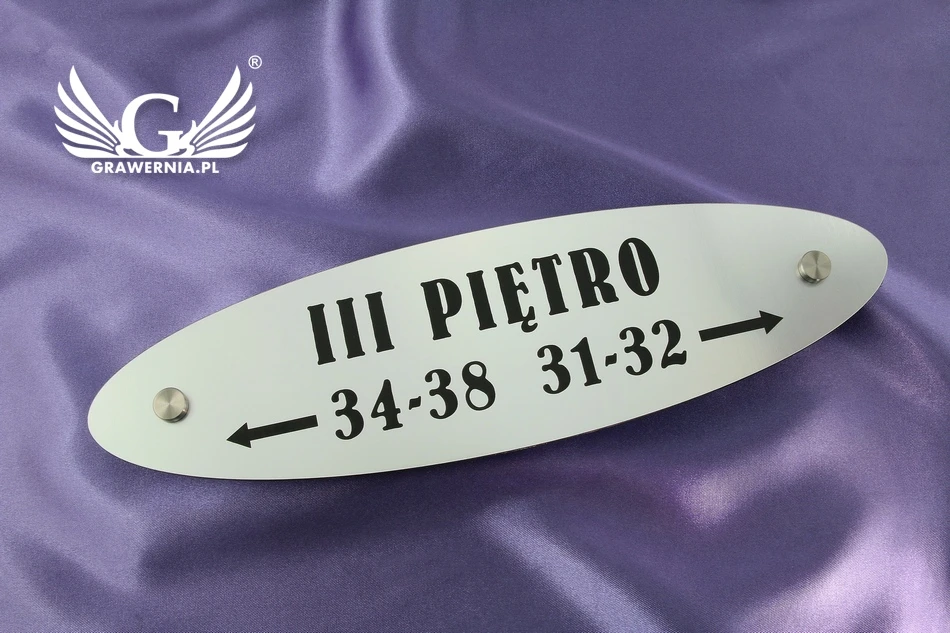 G
®
GRAWERNIA.PL
III PIĘTRO
34-38 31-32